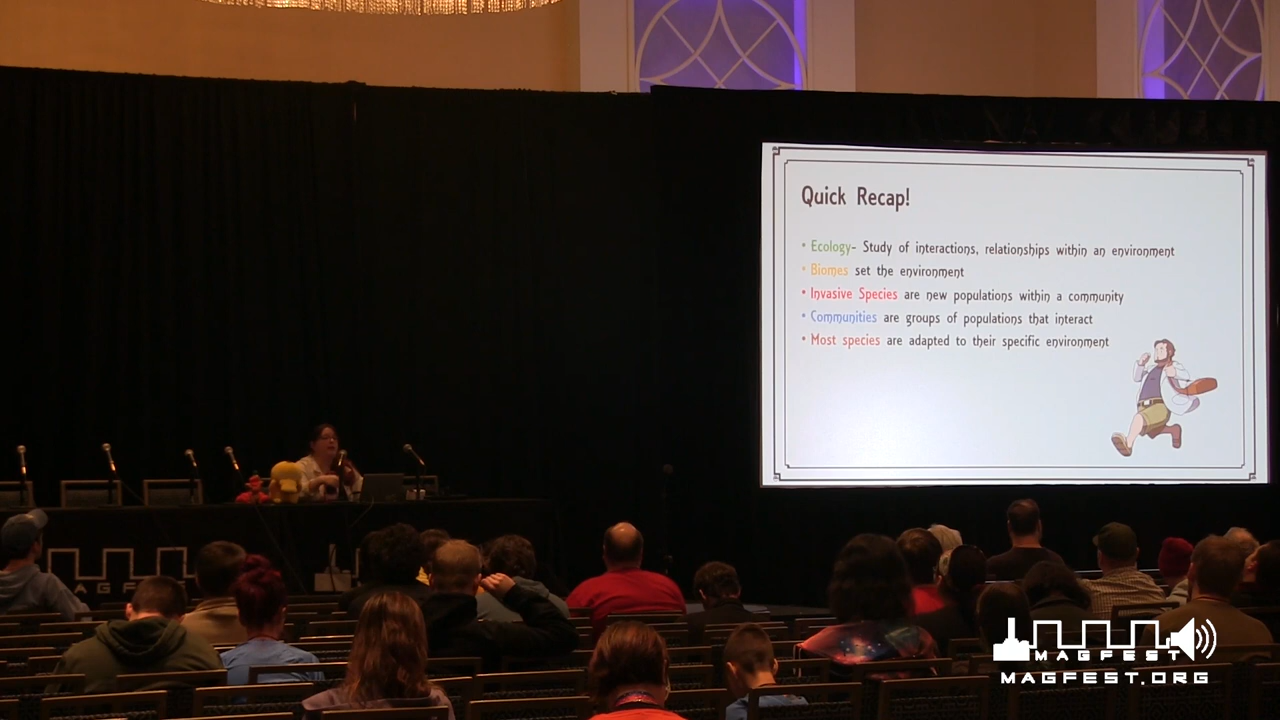 Quick Recap!
• Ecology- Study of interactions, relationships within an environment
• Biomes set the environment
• Invasive Species are new populations within a community
• Communities are groups of populations that interact
• Most species are adapted to their specific environment
MAGF
MAGFEST
MAGFEST.ORG